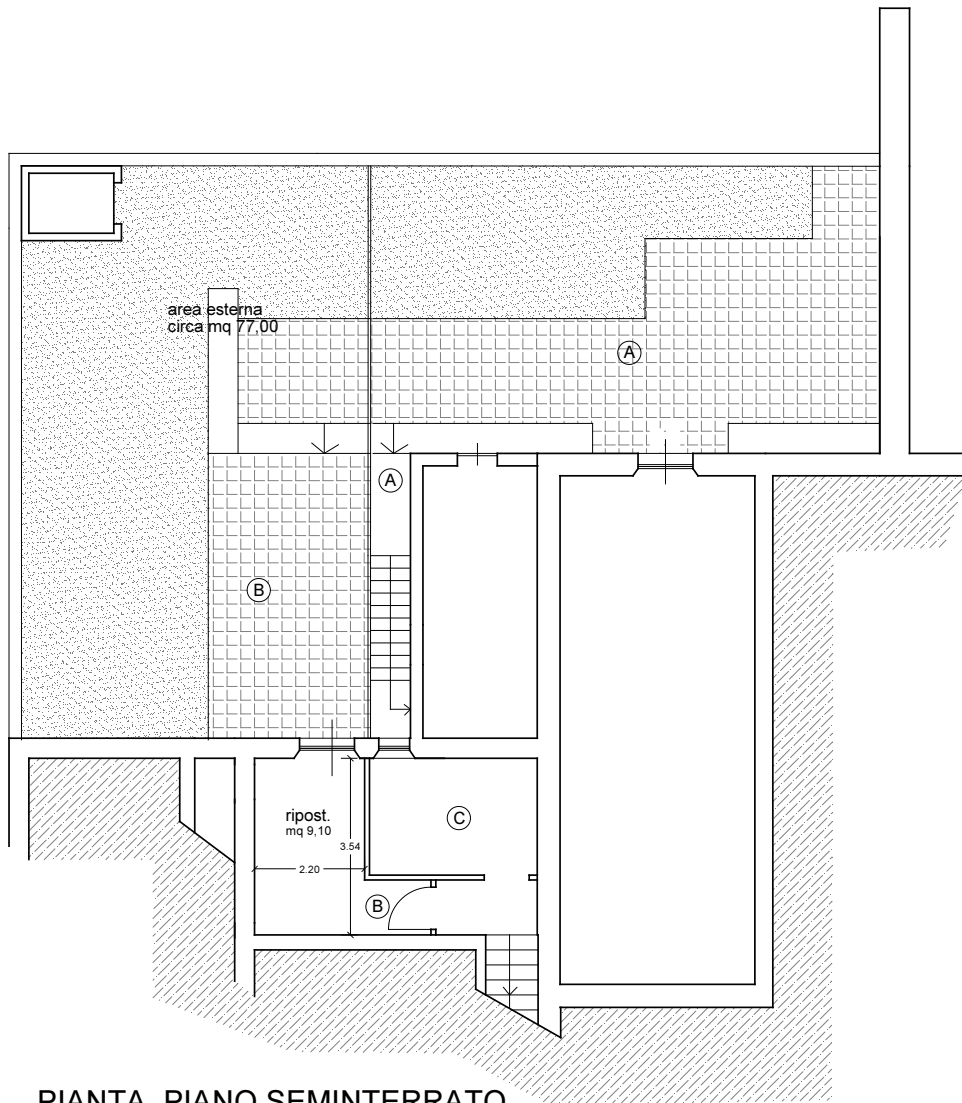 area esterna
circa mq 77,00
A
A
B
ripost.
mq 9,10
3.54
2.20
C
B
PIANTA PIANO SEMINTERRATO